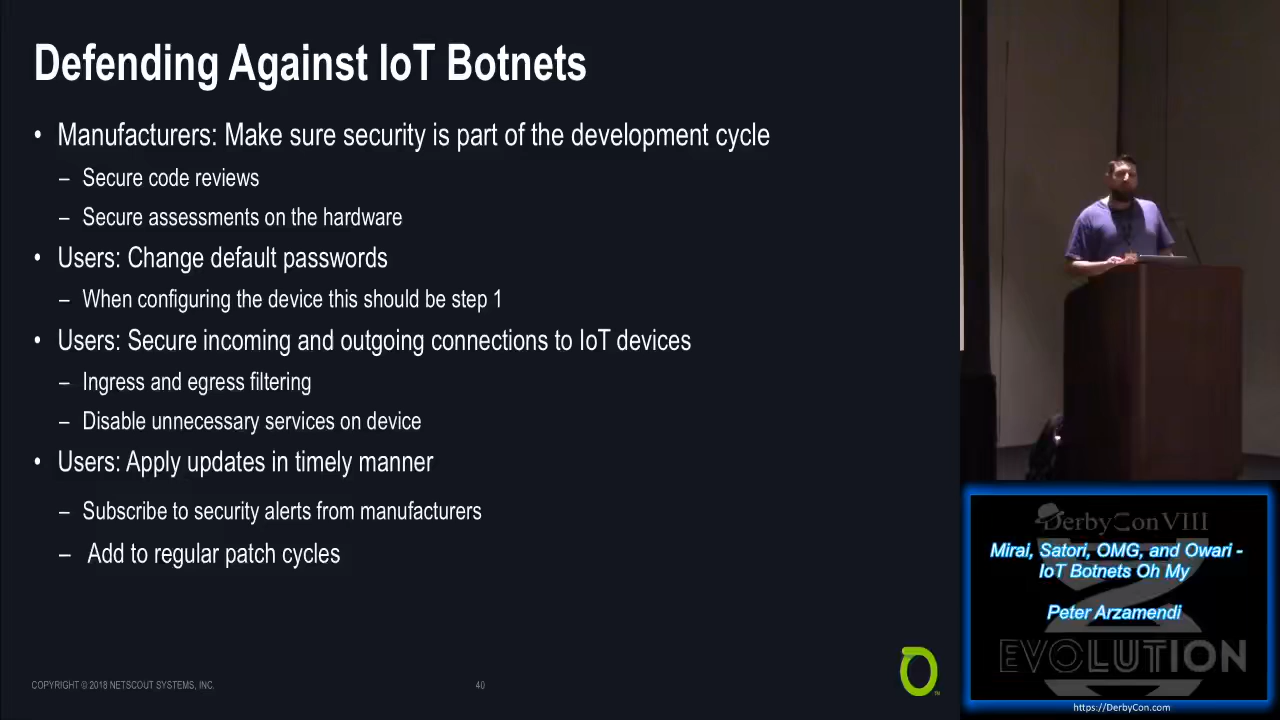 Defending Against IoT Botnets
• Manufacturers: Make sure security is part of the development cycle
– Secure code reviews
– Secure assessments on the hardware
• Users: Change default passwords
– When configuring the device this should be step 1
• Users: Secure incoming and outgoing connections to IoT devices
– Ingress and egress filtering
– Disable unnecessary services on device
• Users: Apply updates in timely manner
– Subscribe to security alerts from manufacturers
– Add to regular patch cycles
COPYRIGHT © 2018 NETSCOUT SYSTEMS, INC.
40
DerbyCon VIII
Mirai, Satori, OMG, and Owari -
IoT Botnets Oh My
Peter Arzamendi
EVOLUTION
https://DerbyCon.com